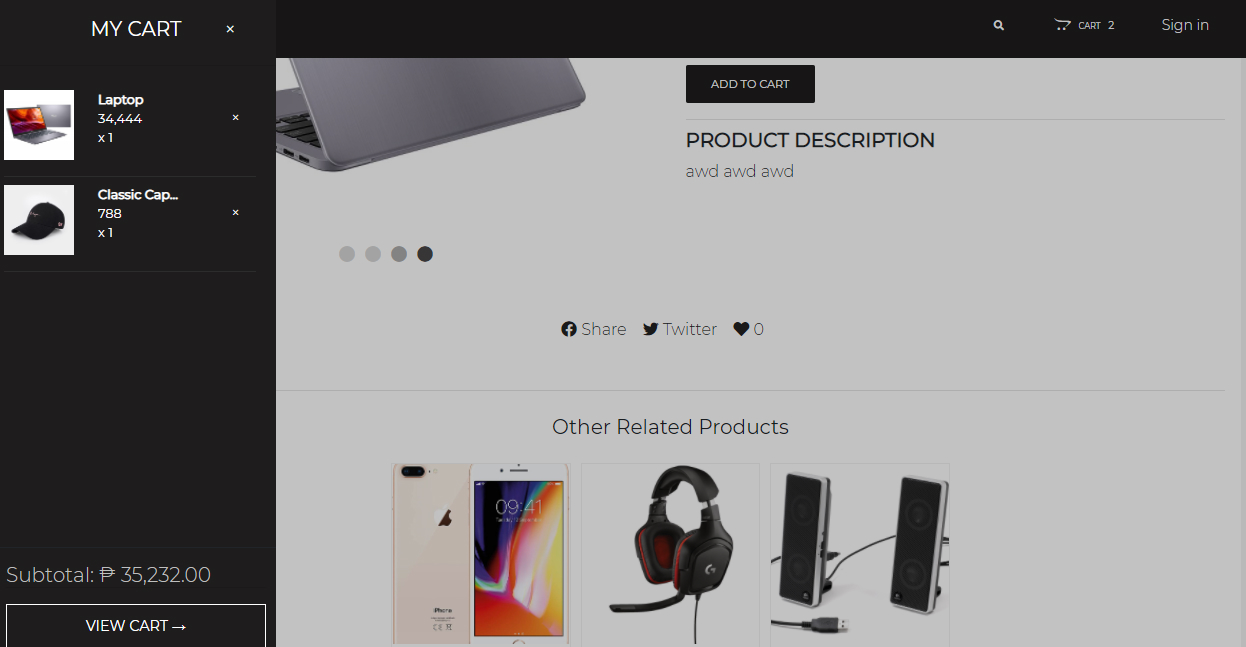 MY CART ×
CART 2
Sign in
Laptop
34,444 ×
x 1
Classic Cap...
788 ×
x 1
Subtotal: ₱ 35,232.00
VIEW CART →
ADD TO CART
PRODUCT DESCRIPTION
awd awd awd
Share Twitter 0
Other Related Products
09:41
iPhone